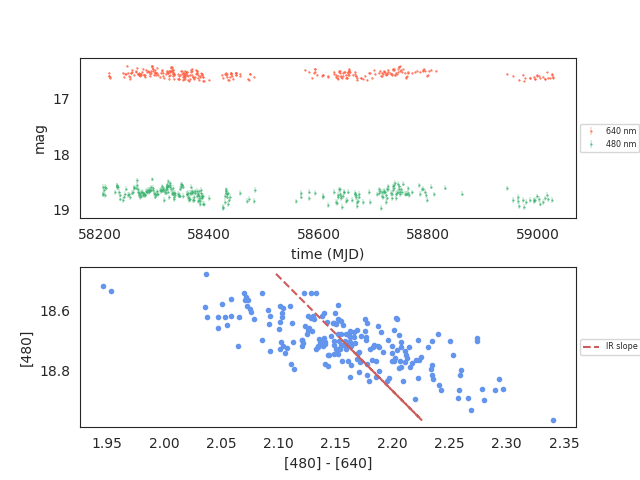 17
18
19
mag
58200 58400 58600 58800 59000
time (MJD)
640 nm
480 nm
18.6
18.8
[480]
1.95 2.00 2.05 2.10 2.15 2.20 2.25 2.30 2.35
[480] - [640]
IR slope